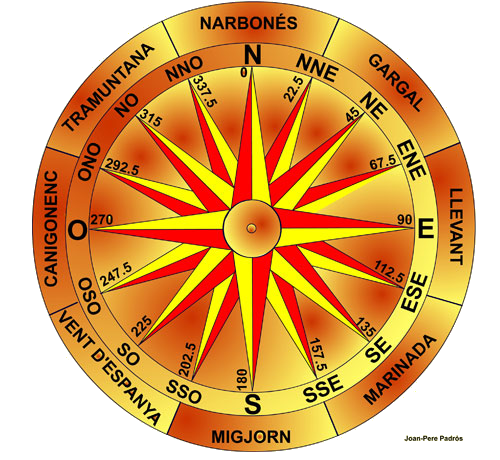 NARBONÉS
GARGAL
LLEVANT
MARINADA
MIGJORN
VENT D'ESPANYA
CANIGONENC
TRAMUNTANA
N
NNE
NE
ENE
E
ESE
SE
SSE
S
SSO
SO
OSO
O
ONO
NO
NNO
0
22.5
45
67.5
90
112.5
135
157.5
180
202.5
225
247.5
270
292.5
315
337.5
Joan-Pere Padrós